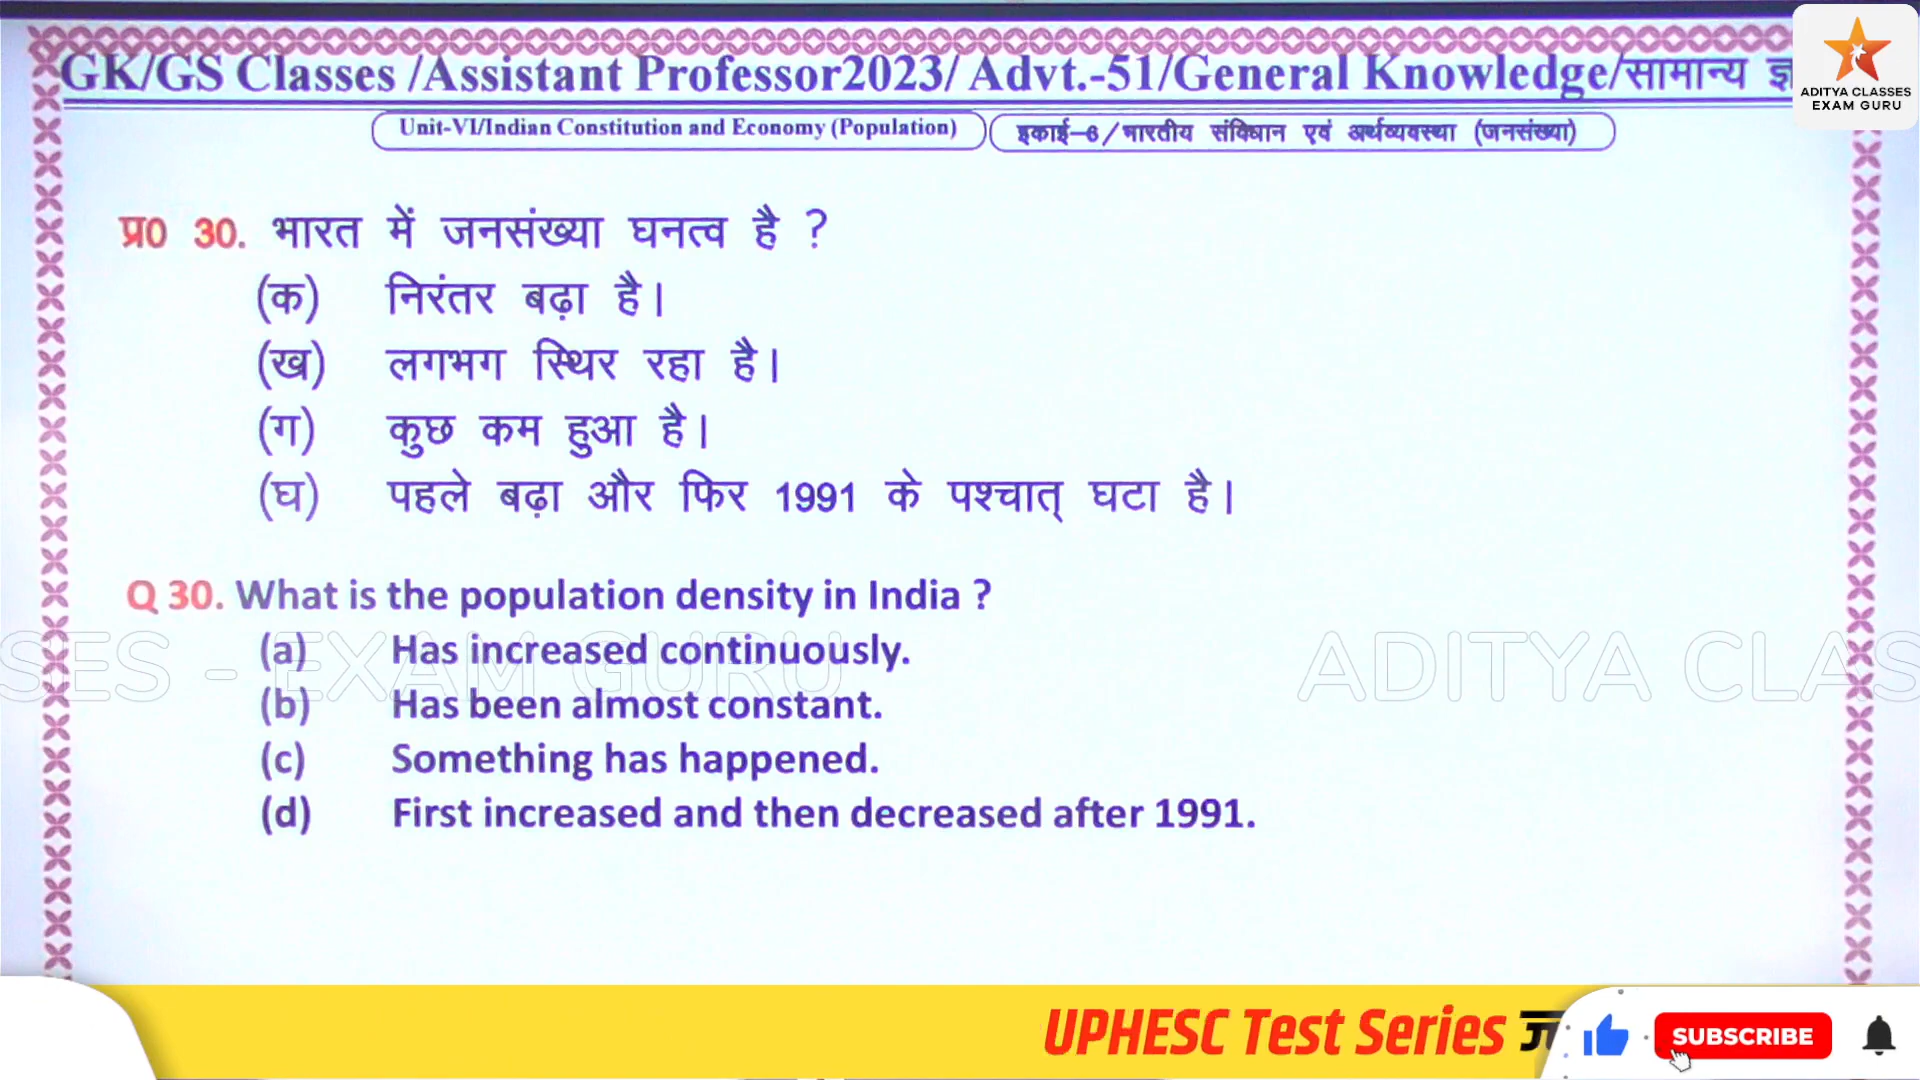 GK/GS Classes /Assistant Professor2023/ Advt.-51/General Knowledge/सामान्य
ADITYA CLASSES
EXAM GURU
Unit-VI/Indian Constitution and Economy (Population)
इकाई–6/भारतीय संविधान एवं अर्थव्यवस्था (जनसंख्या)
प्र0 30. भारत में जनसंख्या घनत्व है ?
(क) निरंतर बढ़ा है।
(ख) लगभग स्थिर रहा है।
(ग) कुछ कम हुआ है।
(घ) पहले बढ़ा और फिर 1991 के पश्चात् घटा है।
Q 30. What is the population density in India ?
(a) Has increased continuously.
SES - EXAM GURU
ADITYA CLAS
(b) Has been almost constant.
(c) Something has happened.
(d) First increased and then decreased after 1991.
UPHESC Test Series
SUBSCRIBE